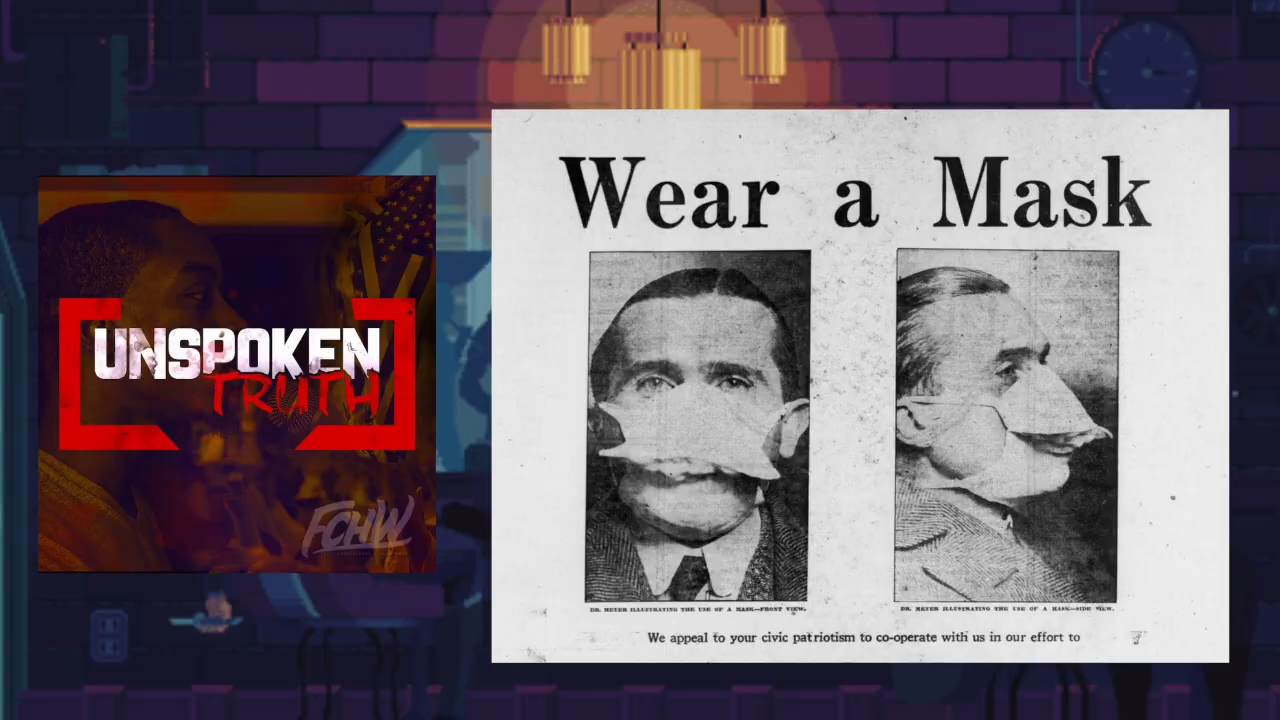 UNSPOKEN
TRUTH
FCHW
Wear a Mask
DR. MEYER ILLUSTRATING THE USE OF A MASK—FRONT VIEW.
DR. MEYER ILLUSTRATING THE USE OF A MASK—SIDE VIEW.
We appeal to your civic patriotism to co-operate with us in our effort to